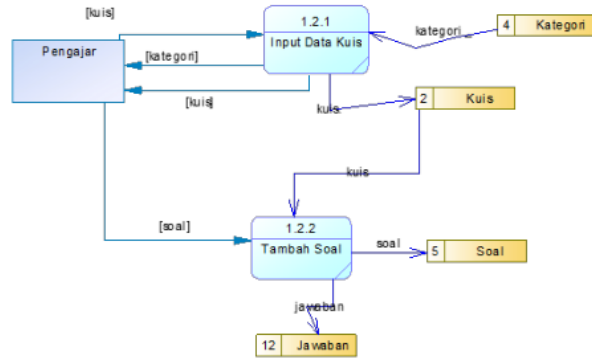 [kuis]
1.2.1
Input Data Kuis
kategori
4 Kategori
Pengajar
[kategori]
[kuis]
kuis
2 Kuis
kuis
[soal]
1.2.2
Tambah Soal
soal
5 Soal
jawaban
12 Jawaban